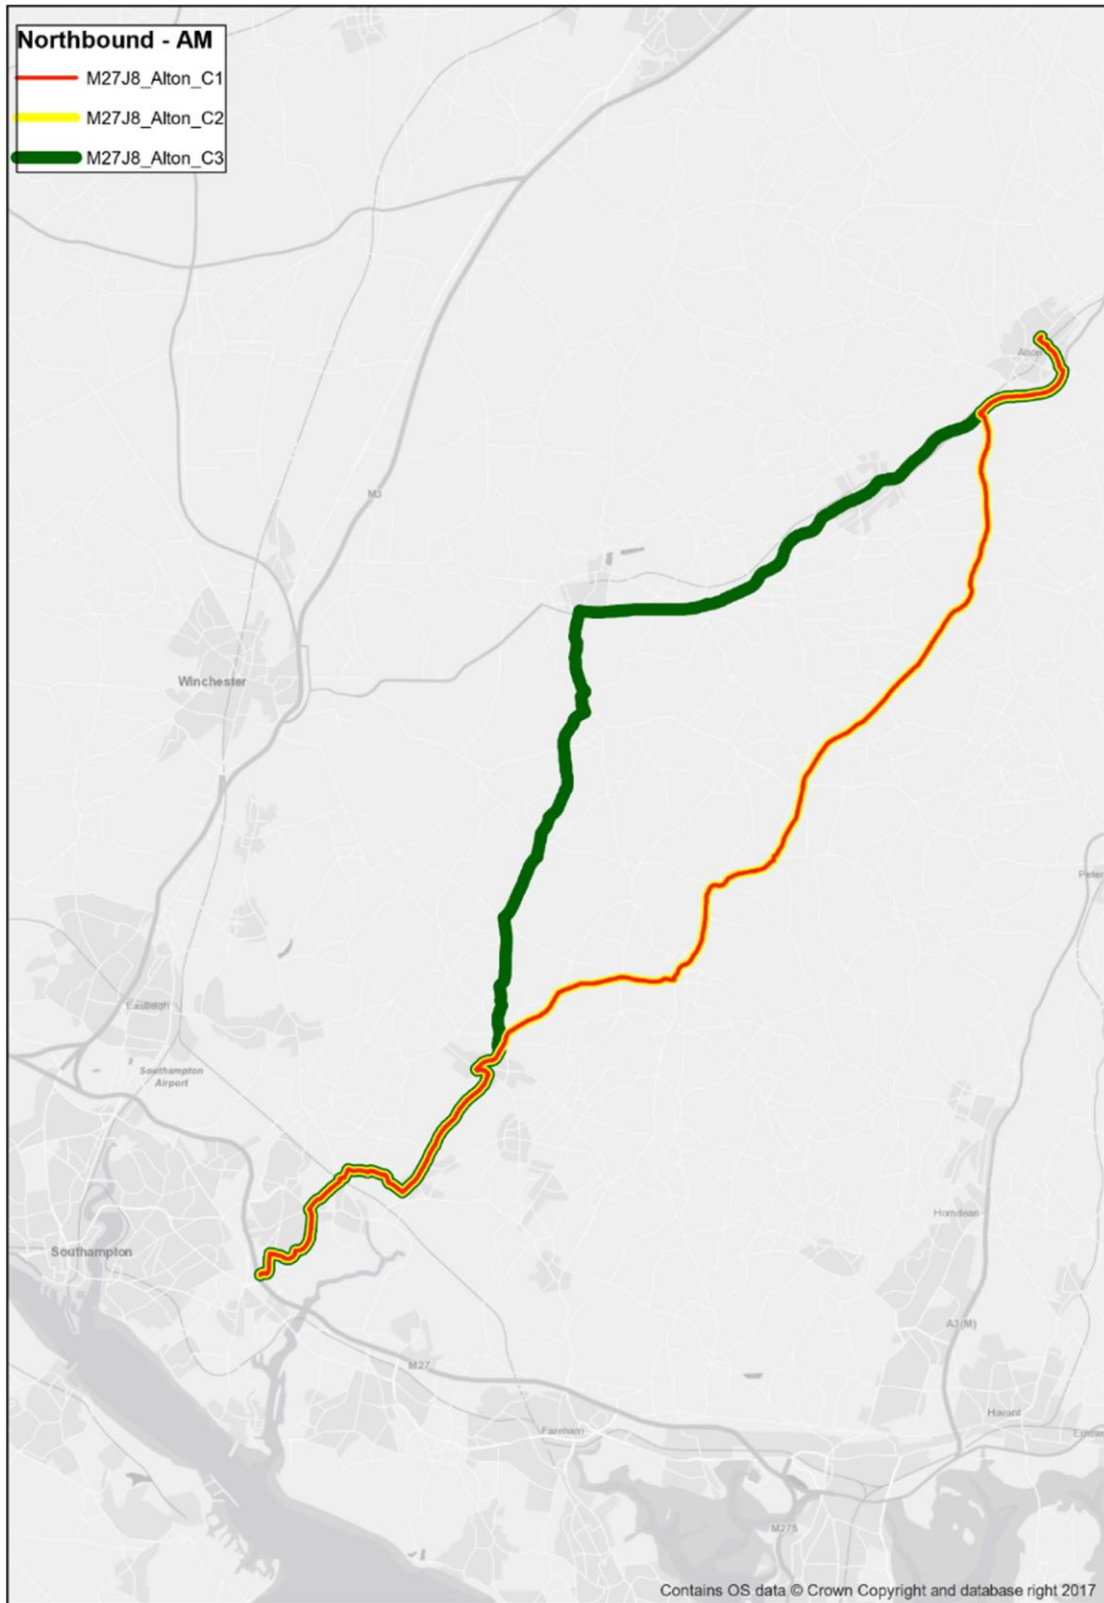 Northbound - AM
M27J8_Alton_C1
M27J8_Alton_C2
M27J8_Alton_C3
Alton
M3
Winchester
Eastleigh
Southampton
Airport
Horndean
Southampton
A3(M)
M27
Havant
Fareham
M275
Contains OS data © Crown Copyright and database right 2017